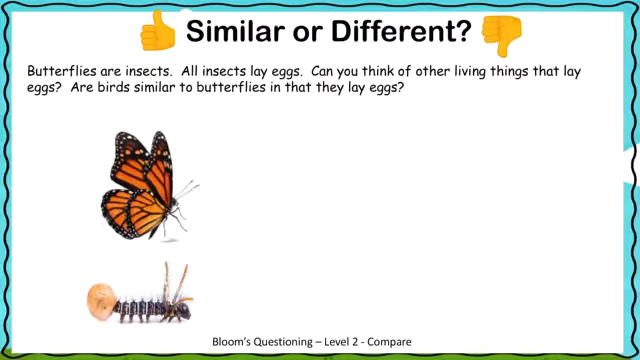 Similar or Different?
Butterflies are insects.  All insects lay eggs.  Can you think of other living things that lay
eggs?  Are birds similar to butterflies in that they lay eggs?
Bloom's Questioning – Level 2 - Compare